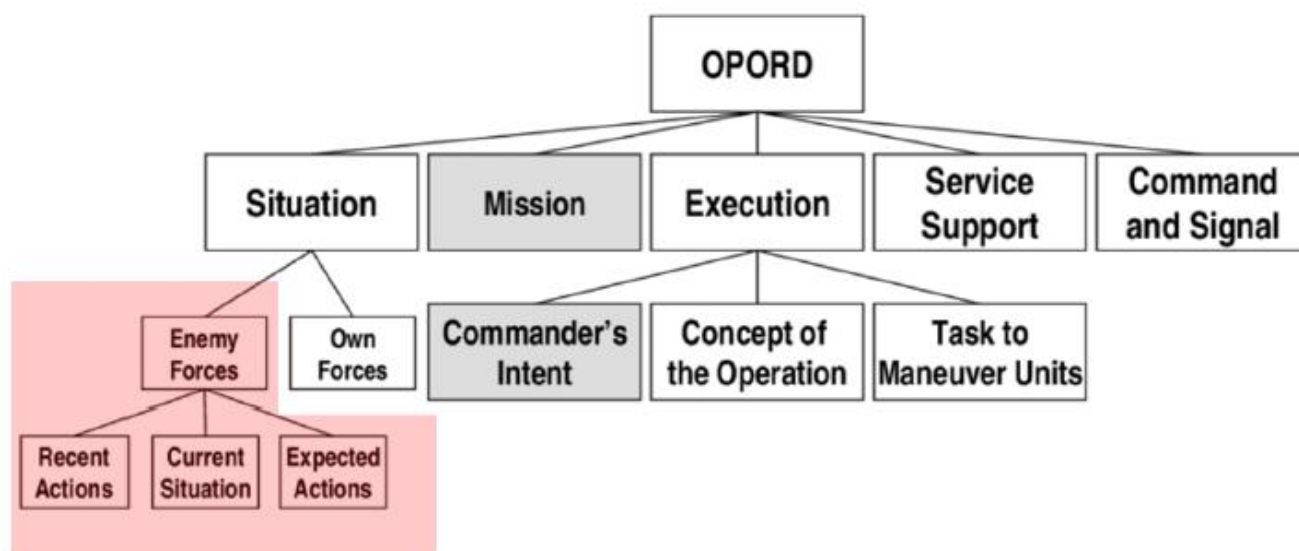 OPORD
Situation
Mission
Execution
Service
Support
Command
and Signal
Enemy
Forces
Own
Forces
Commander's
Intent
Concept of
the Operation
Task to
Maneuver Units
Recent
Actions
Current
Situation
Expected
Actions